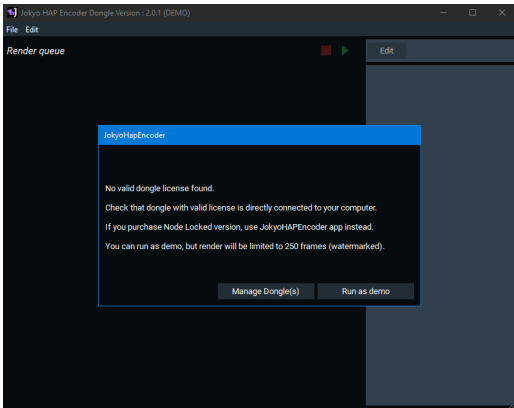 Jokyo HAP Encoder Dongle Version : 2.0.1 (DEMO)
File Edit
Render queue
Edit
JokyoHapEncoder
No valid dongle license found.
Check that dongle with valid license is directly connected to your computer.
If you purchase Node Locked version, use JokyoHAPEncoder app instead.
You can run as demo, but render will be limited to 250 frames (watermarked).
Manage Dongle(s) Run as demo